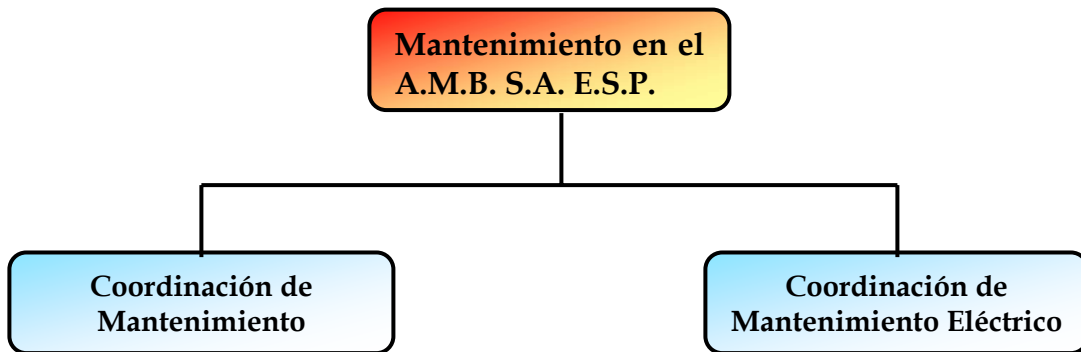 Mantenimiento en el
A.M.B. S.A. E.S.P.
Coordinación de
Mantenimiento
Coordinación de
Mantenimiento Eléctrico